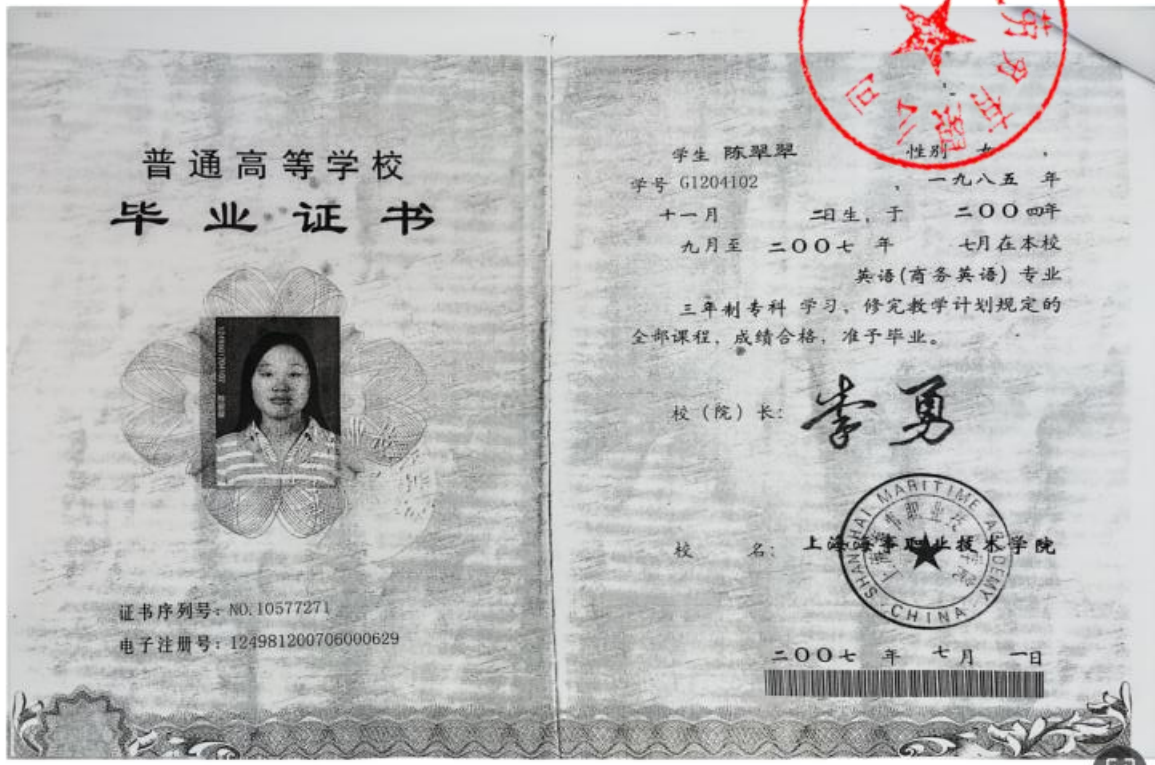 普通高等学校
毕业证书
证书序列号：NO.10577271
电子注册号：124981200706000629
学生 陈翠翠 性别 女，
学号 G1204102 、一九八五 年
十一月 二日生，于 二〇〇四年
九月至 二〇〇七 年 七月在本校
英语(商务英语) 专业
三年制专科 学习，修完教学计划规定的
全部课程，成绩合格，准予毕业。
校（院）长：李勇
SHANGHAI MARITIME ACADEMY
CHINA
校 名：上海海事职业技术学院
二〇〇七 年 七月 一日